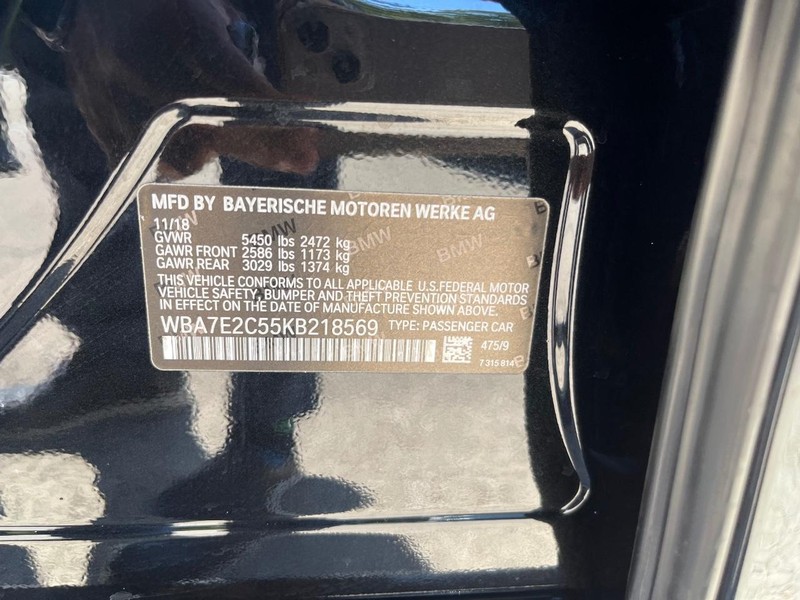 MFD BY BAYERISCHE MOTOREN WERKE AG
11/18
GVWR 5450 lbs 2472 kg
GAWR FRONT 2586 lbs 1173 kg
GAWR REAR 3029 lbs 1374 kg
THIS VEHICLE CONFORMS TO ALL APPLICABLE U.S.FEDERAL MOTOR
VEHICLE SAFETY, BUMPER AND THEFT PREVENTION STANDARDS
IN EFFECT ON THE DATE OF MANUFACTURE SHOWN ABOVE.
WBA7E2C55KB218569 TYPE: PASSENGER CAR
475/9
7 315 814
BMW
BMW
BMW